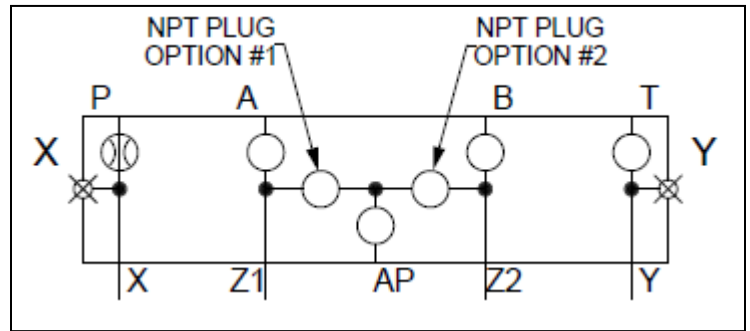 NPT PLUG
OPTION #1
NPT PLUG
OPTION #2
P A B T
X Y
X Z1 AP Z2 Y